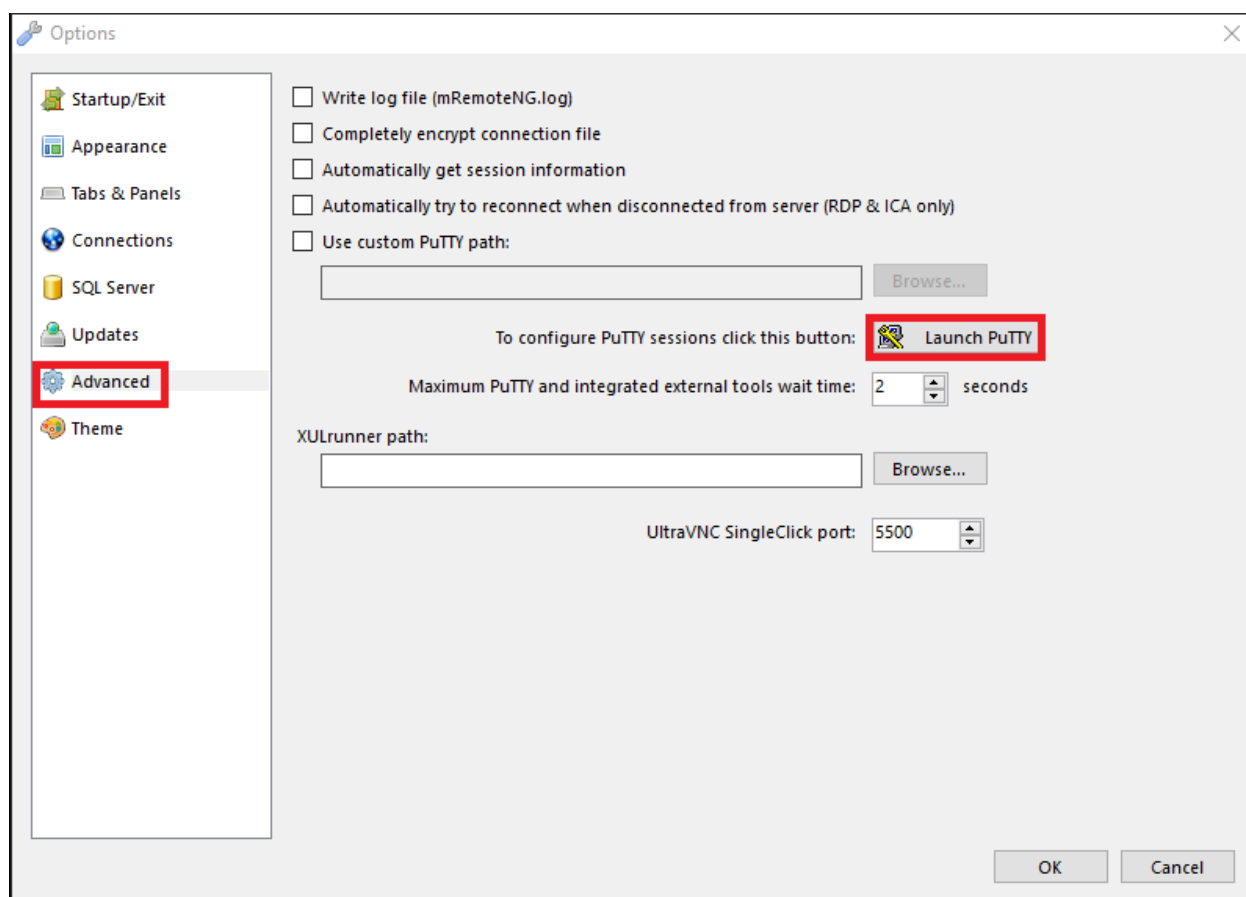 Options
Startup/Exit
Appearance
Tabs & Panels
Connections
SQL Server
Updates
Advanced
Theme
Write log file (mRemoteNG.log)
Completely encrypt connection file
Automatically get session information
Automatically try to reconnect when disconnected from server (RDP & ICA only)
Use custom PuTTY path:
Browse...
To configure PuTTY sessions click this button: Launch PuTTY
Maximum PuTTY and integrated external tools wait time: 2 seconds
XULrunner path:
Browse...
UltraVNC SingleClick port: 5500
OK Cancel